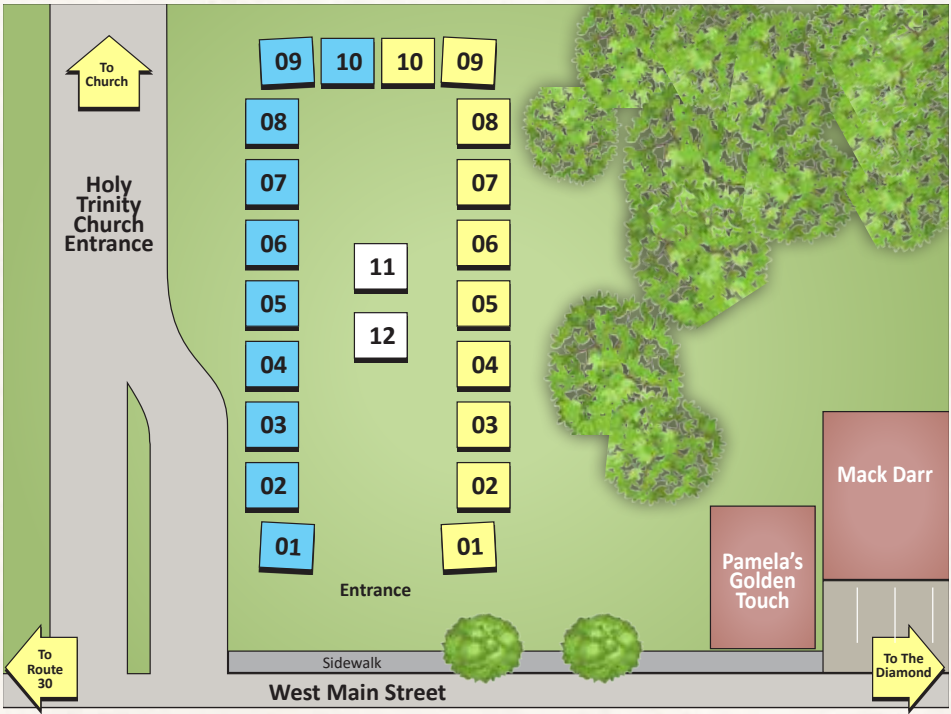 To
Church
09 10 10 09
08 08
07 07
Holy
Trinity
Church
Entrance
06 06
11
05 05
12
04 04
03 03
02 02
01 01
Mack Darr
Pamela's
Golden
Touch
Entrance
To
Route
30
Sidewalk
To The
Diamond
West Main Street